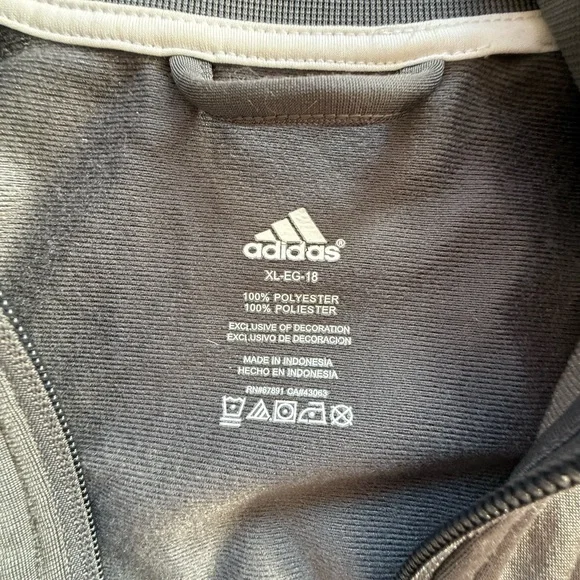 adidas®
XL-EG-18
100% POLYESTER
100% POLIESTER
EXCLUSIVE OF DECORATION
EXCLUSIVO DE DECORACION
MADE IN INDONESIA
HECHO EN INDONESIA
RN#67891 CA#43063